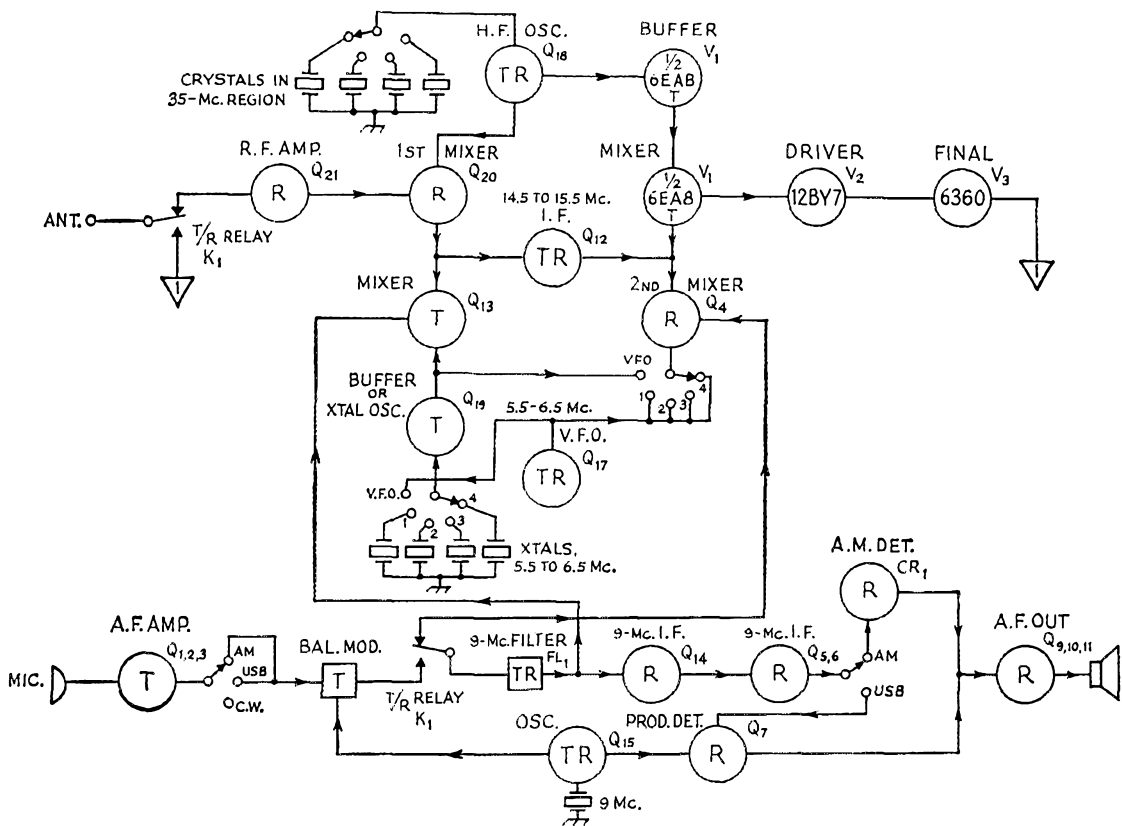 H.F. OSC.
Q18
TR
CRYSTALS IN
35-Mc. REGION
BUFFER
V1
1/2
6EA8
T
R.F. AMP.
Q21
R
1ST MIXER
Q20
R
MIXER
V1
1/2
6EA8
T
DRIVER
V2
12BY7
FINAL
V3
6360
ANT.
T/R RELAY
K1
1
14.5 TO 15.5 Mc.
I.F.
Q12
TR
1
MIXER
Q13
T
2ND MIXER
Q4
R
VFO
1
2
3
4
BUFFER
OR
XTAL OSC.
Q19
T
5.5-6.5 Mc.
V.F.O.
Q17
TR
V.F.O.
1
2
3
4
XTALS,
5.5 TO 6.5 Mc.
A.M. DET.
CR1
R
A.F. AMP.
Q1,2,3
MIC.
T
AM
USB
C.W.
BAL. MOD.
T
T/R RELAY
K1
9-Mc. FILTER
FL1
TR
9-Mc. I.F.
Q14
R
9-Mc. I.F.
Q5,6
R
AM
USB
A.F. OUT
Q9,10,11
R
OSC.
Q15
TR
9 Mc.
PROD. DET.
Q7
R